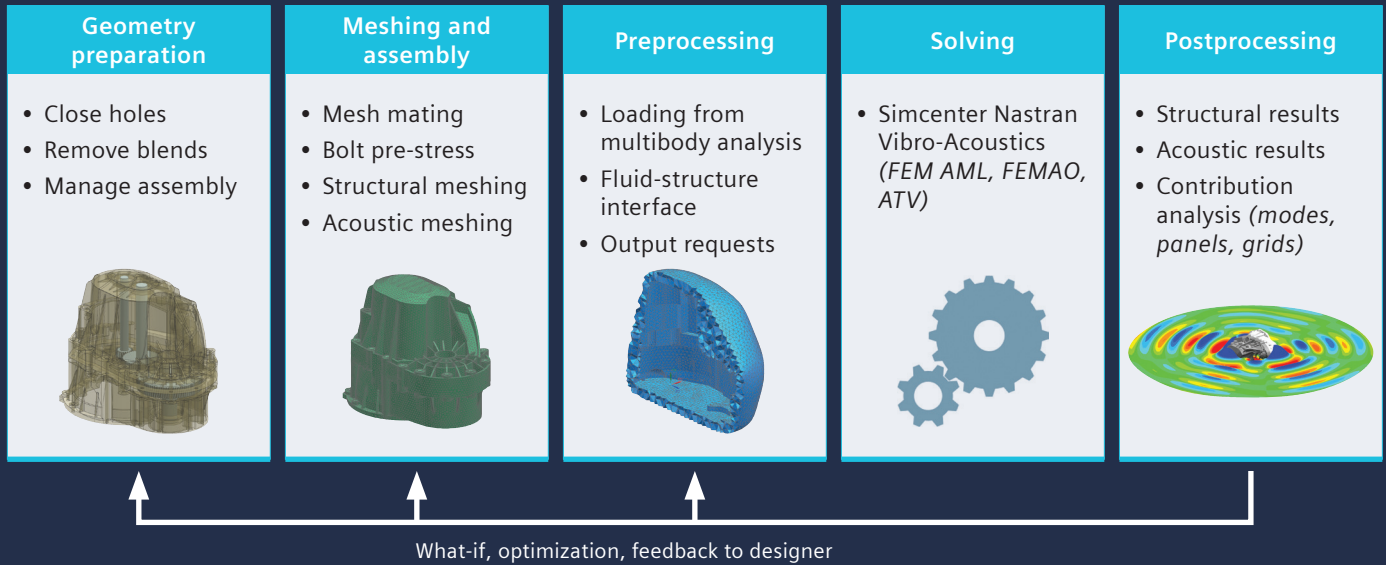 Geometry
preparation
• Close holes
• Remove blends
• Manage assembly
Meshing and
assembly
• Mesh mating
• Bolt pre-stress
• Structural meshing
• Acoustic meshing
Preprocessing
• Loading from
multibody analysis
• Fluid-structure
interface
• Output requests
Solving
• Simcenter Nastran
Vibro-Acoustics
(FEM AML, FEMAO,
ATV)
Postprocessing
• Structural results
• Acoustic results
• Contribution
analysis (modes,
panels, grids)
What-if, optimization, feedback to designer